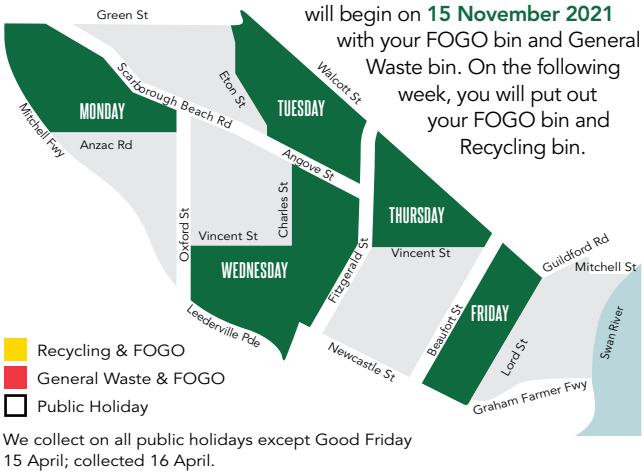 will begin on 15 November 2021
with your FOGO bin and General
Waste bin. On the following
week, you will put out
your FOGO bin and
Recycling bin.
Green St
Scarborough Beach Rd
Eton St
Walcott St
MONDAY
TUESDAY
Mitchell Fwy
Anzac Rd
Angove St
Oxford St
Charles St
Vincent St
THURSDAY
Fitzgerald St
Vincent St
WEDNESDAY
Guildford Rd
Mitchell St
Leederville Pde
Beaufort St
FRIDAY
Swan River
Lord St
Newcastle St
Graham Farmer Fwy
Recycling & FOGO
General Waste & FOGO
Public Holiday
We collect on all public holidays except Good Friday
15 April; collected 16 April.